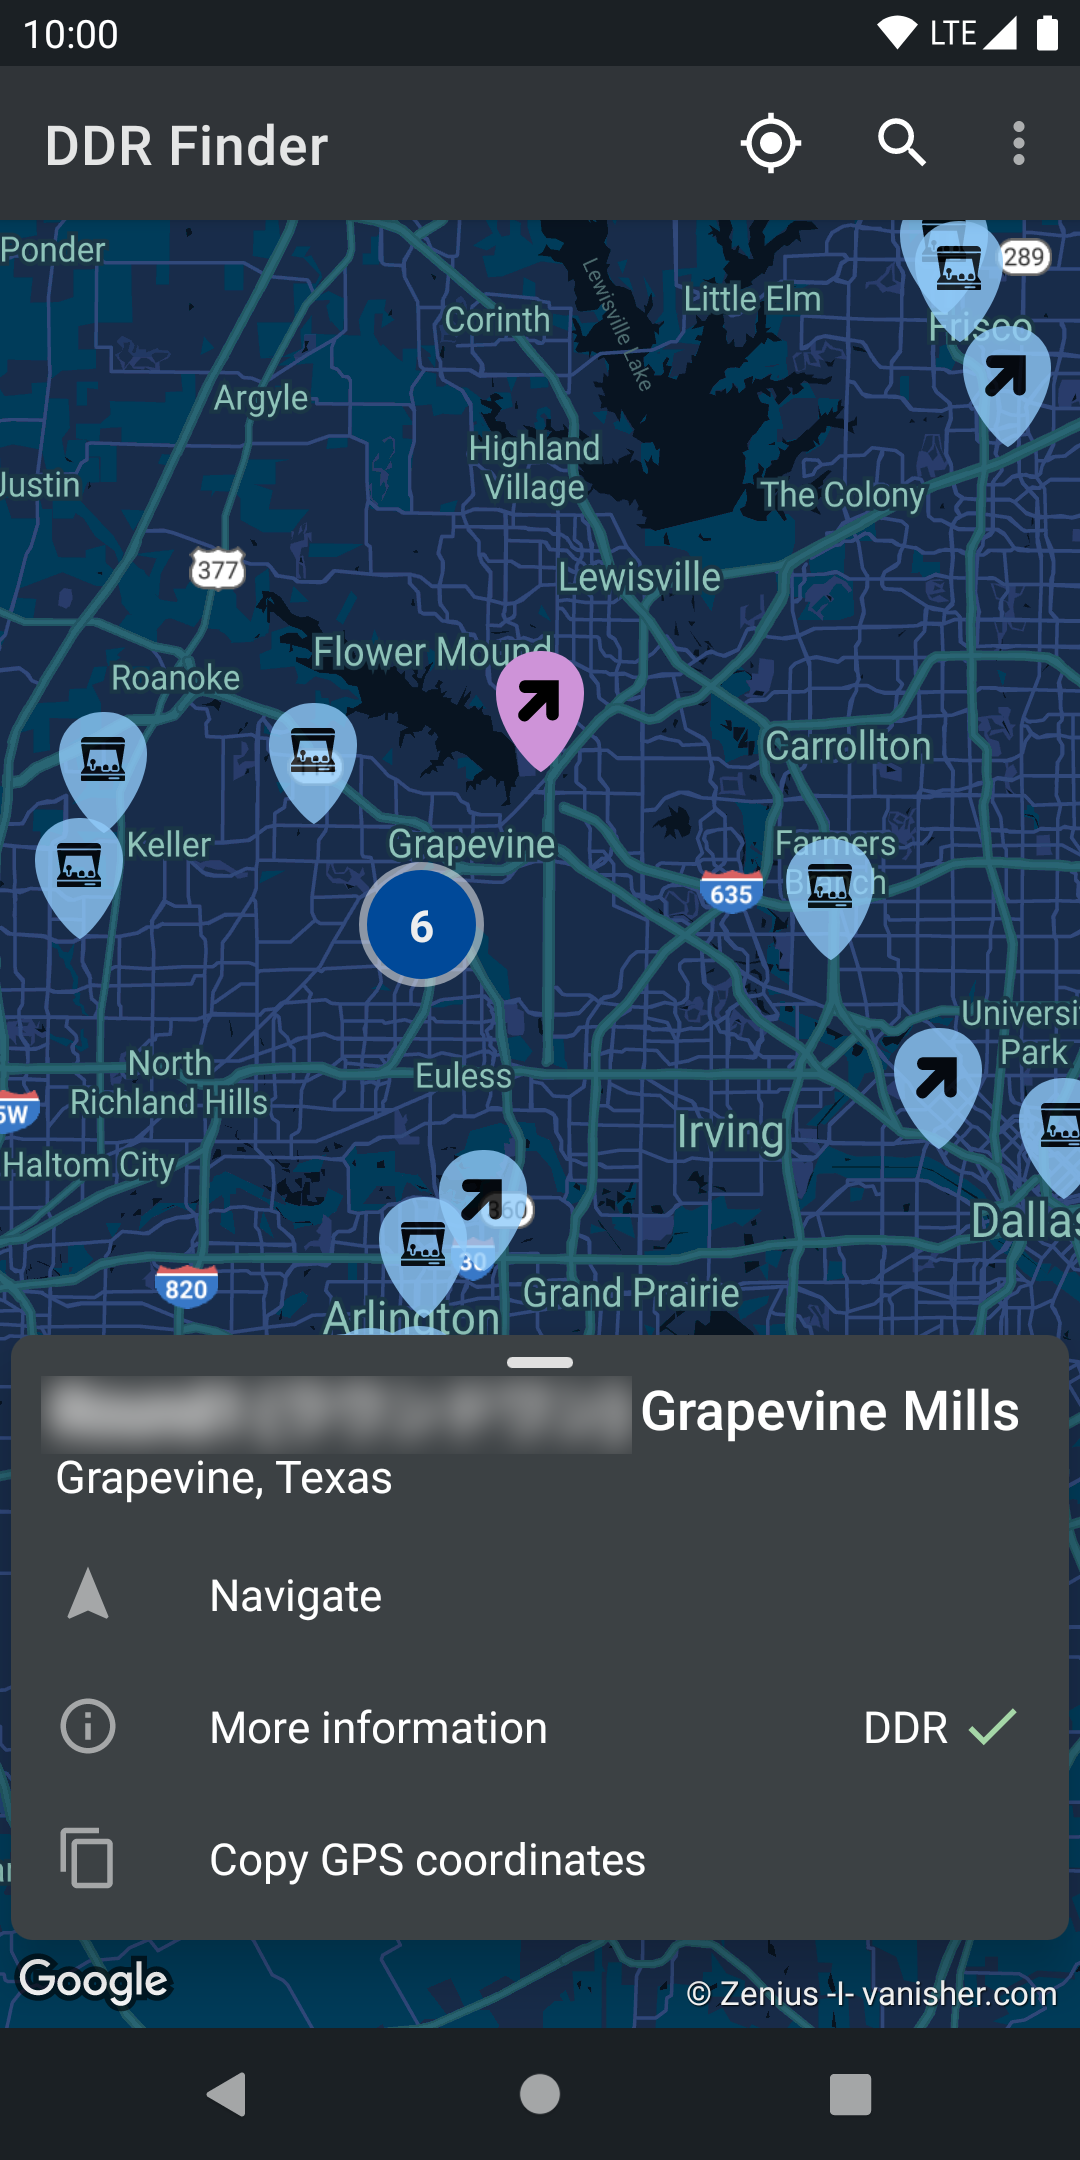 10:00
LTE
DDR Finder
Ponder
289
Little Elm
Lewisville Lake
Corinth
Frisco
Argyle
Highland
Village
Justin
The Colony
377
Lewisville
Flower Mound
Roanoke
Carrollton
Keller
Grapevine
Farmers
635
6
Park
North
Richland Hills
Euless
Irving
5W
Haltom City
360
30
820
Grand Prairie
Arlington
Grapevine Mills
Grapevine, Texas
Navigate
More information DDR
Copy GPS coordinates
Google
© Zenius -I- vanisher.com